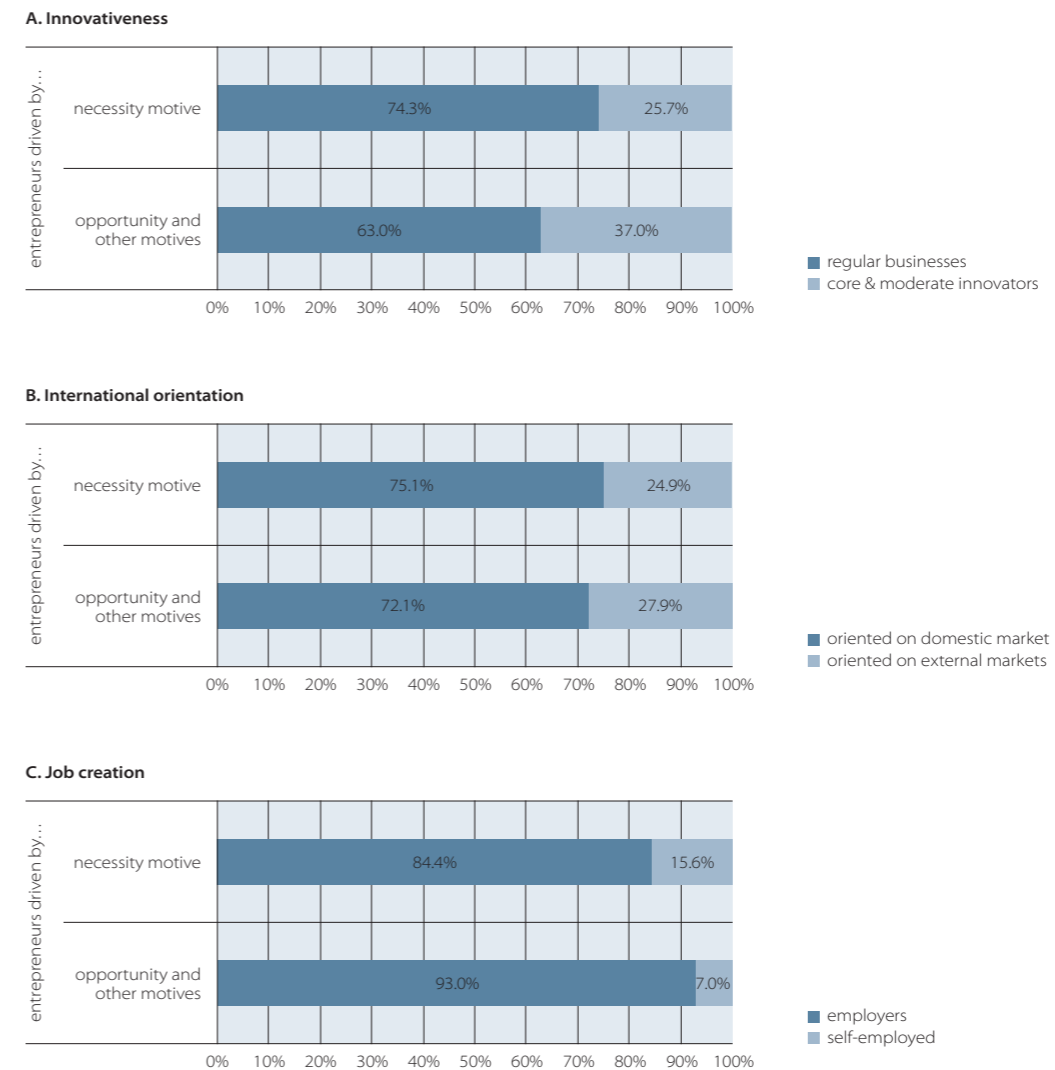 A. Innovativeness
entrepreneurs driven by…
necessity motive
74.3%
25.7%
opportunity and
other motives
63.0%
37.0%
regular businesses
core & moderate innovators
0% 10% 20% 30% 40% 50% 60% 70% 80% 90% 100%
B. International orientation
entrepreneurs driven by…
necessity motive
75.1%
24.9%
opportunity and
other motives
72.1%
27.9%
oriented on domestic market
oriented on external markets
0% 10% 20% 30% 40% 50% 60% 70% 80% 90% 100%
C. Job creation
entrepreneurs driven by…
necessity motive
84.4%
15.6%
opportunity and
other motives
93.0%
7.0%
employers
self-employed
0% 10% 20% 30% 40% 50% 60% 70% 80% 90% 100%